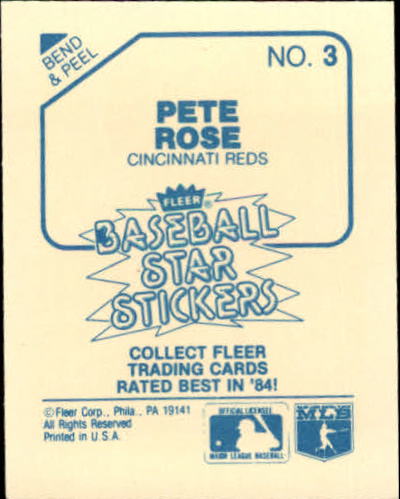 BEND
& PEEL
NO. 3
PETE
ROSE
CINCINNATI REDS
FLEER®
BASEBALL
STAR
STICKERS
COLLECT FLEER
TRADING CARDS
RATED BEST IN '84!
© Fleer Corp., Phila., PA 19141
All Rights Reserved
Printed in U.S.A.
OFFICIAL LICENSEE
MAJOR LEAGUE BASEBALL
MLB